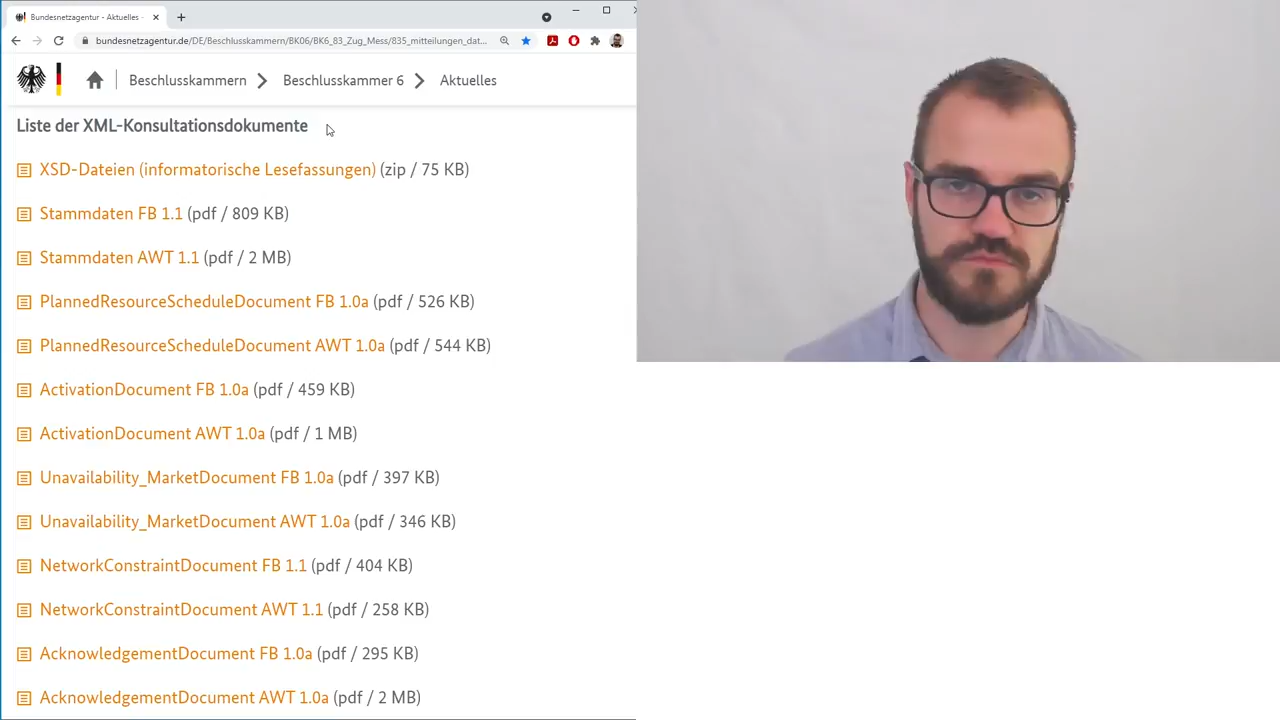 Bundesnetzagentur - Aktuelles -
bundesnetzagentur.de/DE/Beschlusskammern/BK06/BK6_83_Zug_Mess/835_mitteilungen_dat...
Beschlusskammern
Beschlusskammer 6
Aktuelles
Liste der XML-Konsultationsdokumente
XSD-Dateien (informatorische Lesefassungen) (zip / 75 KB)
Stammdaten FB 1.1 (pdf / 809 KB)
Stammdaten AWT 1.1 (pdf / 2 MB)
PlannedResourceScheduleDocument FB 1.0a (pdf / 526 KB)
PlannedResourceScheduleDocument AWT 1.0a (pdf / 544 KB)
ActivationDocument FB 1.0a (pdf / 459 KB)
ActivationDocument AWT 1.0a (pdf / 1 MB)
Unavailability_MarketDocument FB 1.0a (pdf / 397 KB)
Unavailability_MarketDocument AWT 1.0a (pdf / 346 KB)
NetworkConstraintDocument FB 1.1 (pdf / 404 KB)
NetworkConstraintDocument AWT 1.1 (pdf / 258 KB)
AcknowledgementDocument FB 1.0a (pdf / 295 KB)
AcknowledgementDocument AWT 1.0a (pdf / 2 MB)